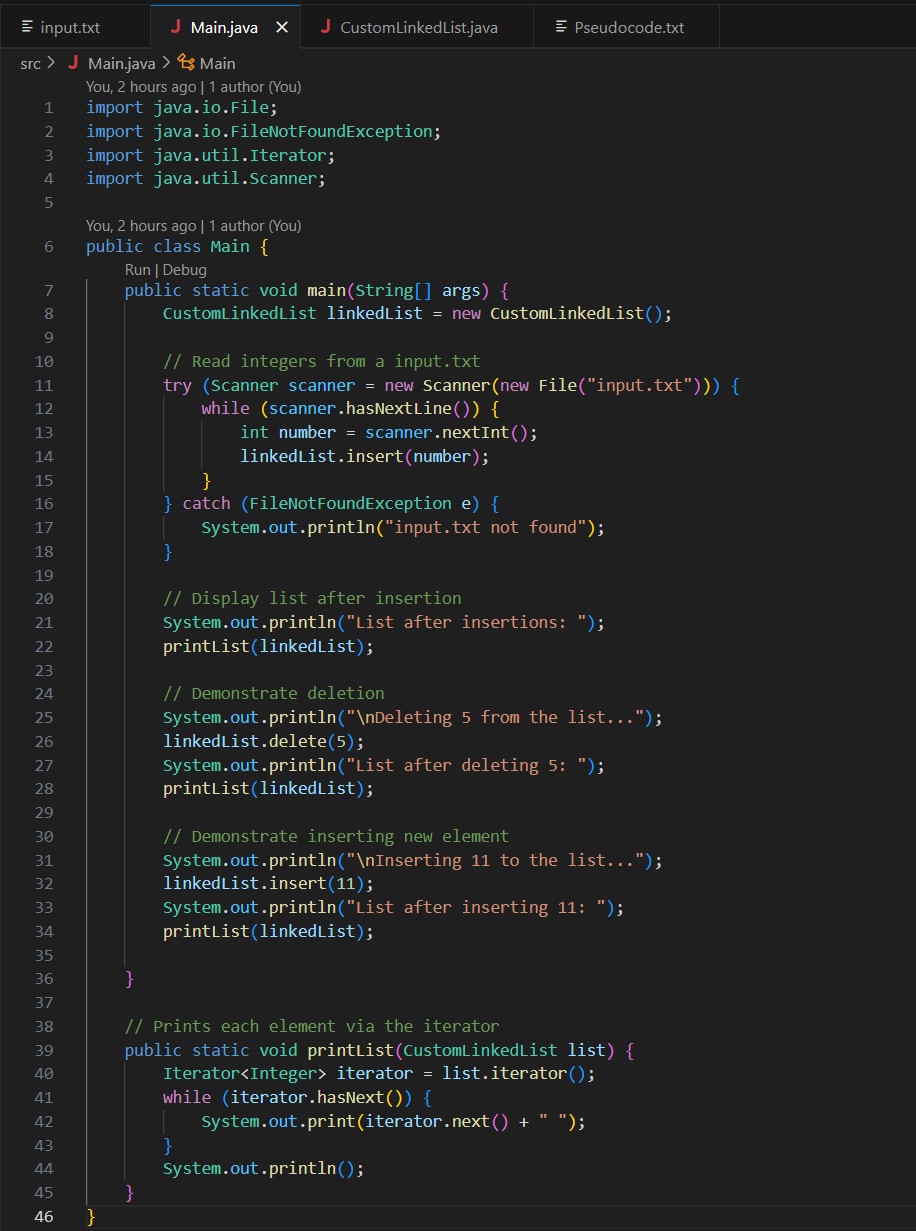 input.txt Main.java CustomLinkedList.java Pseudocode.txt
src > Main.java > Main
You, 2 hours ago | 1 author (You)
1 import java.io.File;
2 import java.io.FileNotFoundException;
3 import java.util.Iterator;
4 import java.util.Scanner;
5
You, 2 hours ago | 1 author (You)
6 public class Main {
Run | Debug
7 public static void main(String[] args) {
8 CustomLinkedList linkedList = new CustomLinkedList();
9
10 // Read integers from a input.txt
11 try (Scanner scanner = new Scanner(new File("input.txt"))) {
12 while (scanner.hasNextLine()) {
13 int number = scanner.nextInt();
14 linkedList.insert(number);
15 }
16 } catch (FileNotFoundException e) {
17 System.out.println("input.txt not found");
18 }
19
20 // Display list after insertion
21 System.out.println("List after insertions: ");
22 printList(linkedList);
23
24 // Demonstrate deletion
25 System.out.println("\nDeleting 5 from the list...");
26 linkedList.delete(5);
27 System.out.println("List after deleting 5: ");
28 printList(linkedList);
29
30 // Demonstrate inserting new element
31 System.out.println("\nInserting 11 to the list...");
32 linkedList.insert(11);
33 System.out.println("List after inserting 11: ");
34 printList(linkedList);
35
36 }
37
38 // Prints each element via the iterator
39 public static void printList(CustomLinkedList list) {
40 Iterator<Integer> iterator = list.iterator();
41 while (iterator.hasNext()) {
42 System.out.print(iterator.next() + " ");
43 }
44 System.out.println();
45 }
46 }